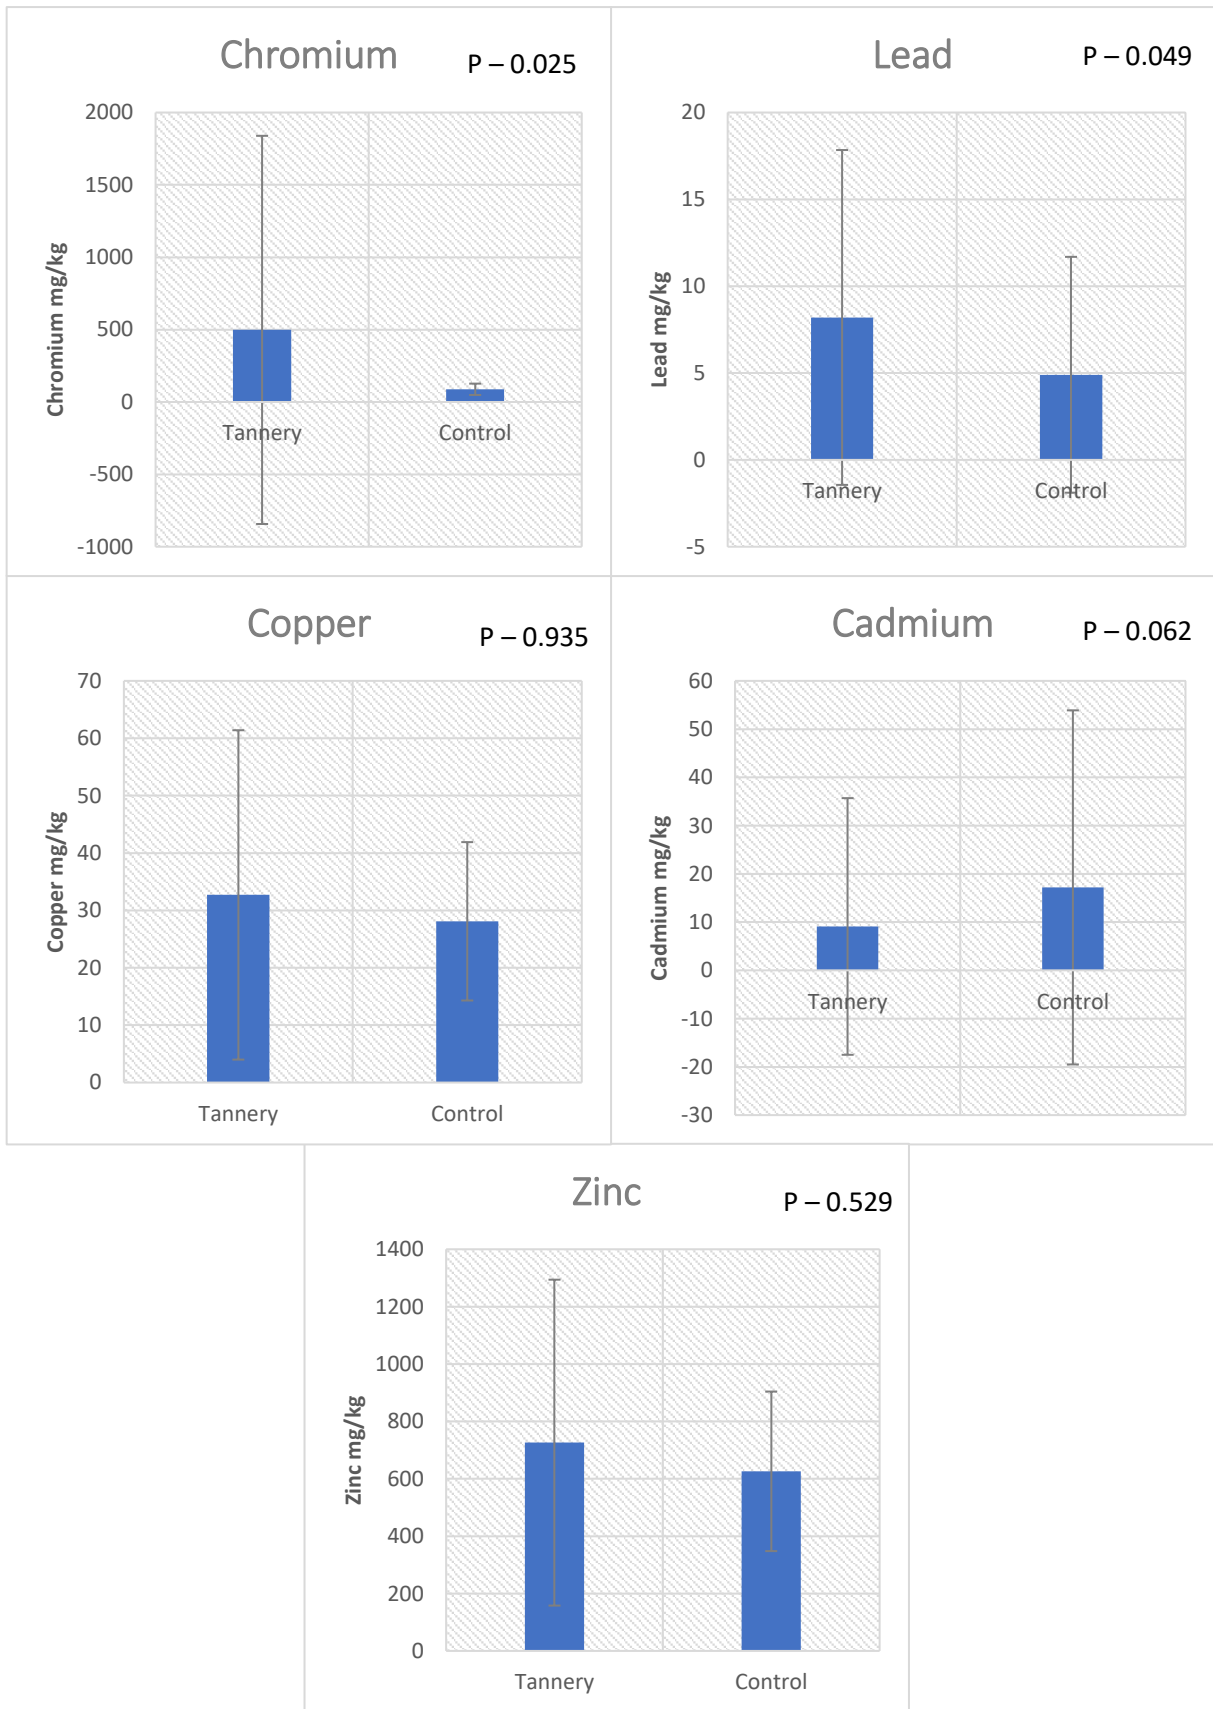 Chromium
P – 0.025
2000
1500
1000
500
0
-500
-1000
Chromium mg/kg
Tannery
Control
Lead
P – 0.049
20
15
10
5
0
-5
Lead mg/kg
Tannery
Control
Copper
P – 0.935
70
60
50
40
30
20
10
0
Copper mg/kg
Tannery
Control
Cadmium
P – 0.062
60
50
40
30
20
10
0
-10
-20
-30
Cadmium mg/kg
Tannery
Control
Zinc
P – 0.529
1400
1200
1000
800
600
400
200
0
Zinc mg/kg
Tannery
Control